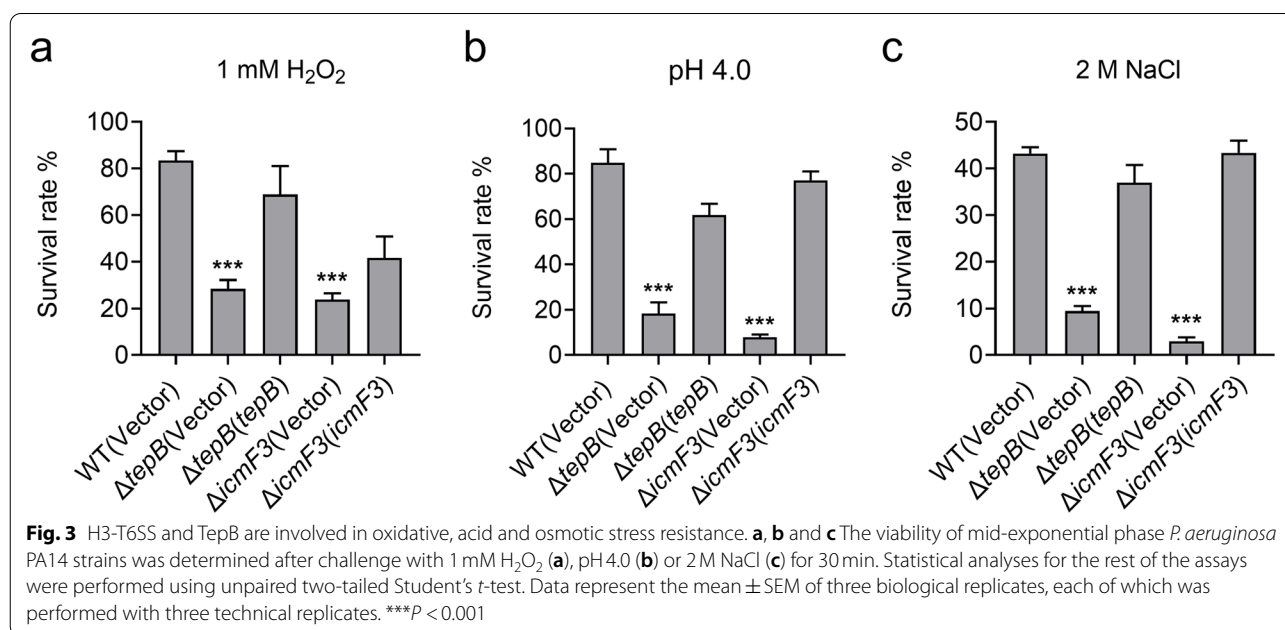 a
1 mM H₂O₂
Survival rate %
100
80
60
40
20
0
***
***
WT(Vector)
ΔtepB(Vector)
ΔtepB(tepB)
ΔicmF3(Vector)
ΔicmF3(icmF3)
b
pH 4.0
Survival rate %
100
80
60
40
20
0
***
***
WT(Vector)
ΔtepB(Vector)
ΔtepB(tepB)
ΔicmF3(Vector)
ΔicmF3(icmF3)
c
2 M NaCl
Survival rate %
50
40
30
20
10
0
***
***
WT(Vector)
ΔtepB(Vector)
ΔtepB(tepB)
ΔicmF3(Vector)
ΔicmF3(icmF3)
Fig. 3 H3-T6SS and TepB are involved in oxidative, acid and osmotic stress resistance. a, b and c The viability of mid-exponential phase P. aeruginosa
PA14 strains was determined after challenge with 1 mM H₂O₂ (a), pH 4.0 (b) or 2 M NaCl (c) for 30 min. Statistical analyses for the rest of the assays
were performed using unpaired two-tailed Student's t-test. Data represent the mean ± SEM of three biological replicates, each of which was
performed with three technical replicates. ***P < 0.001